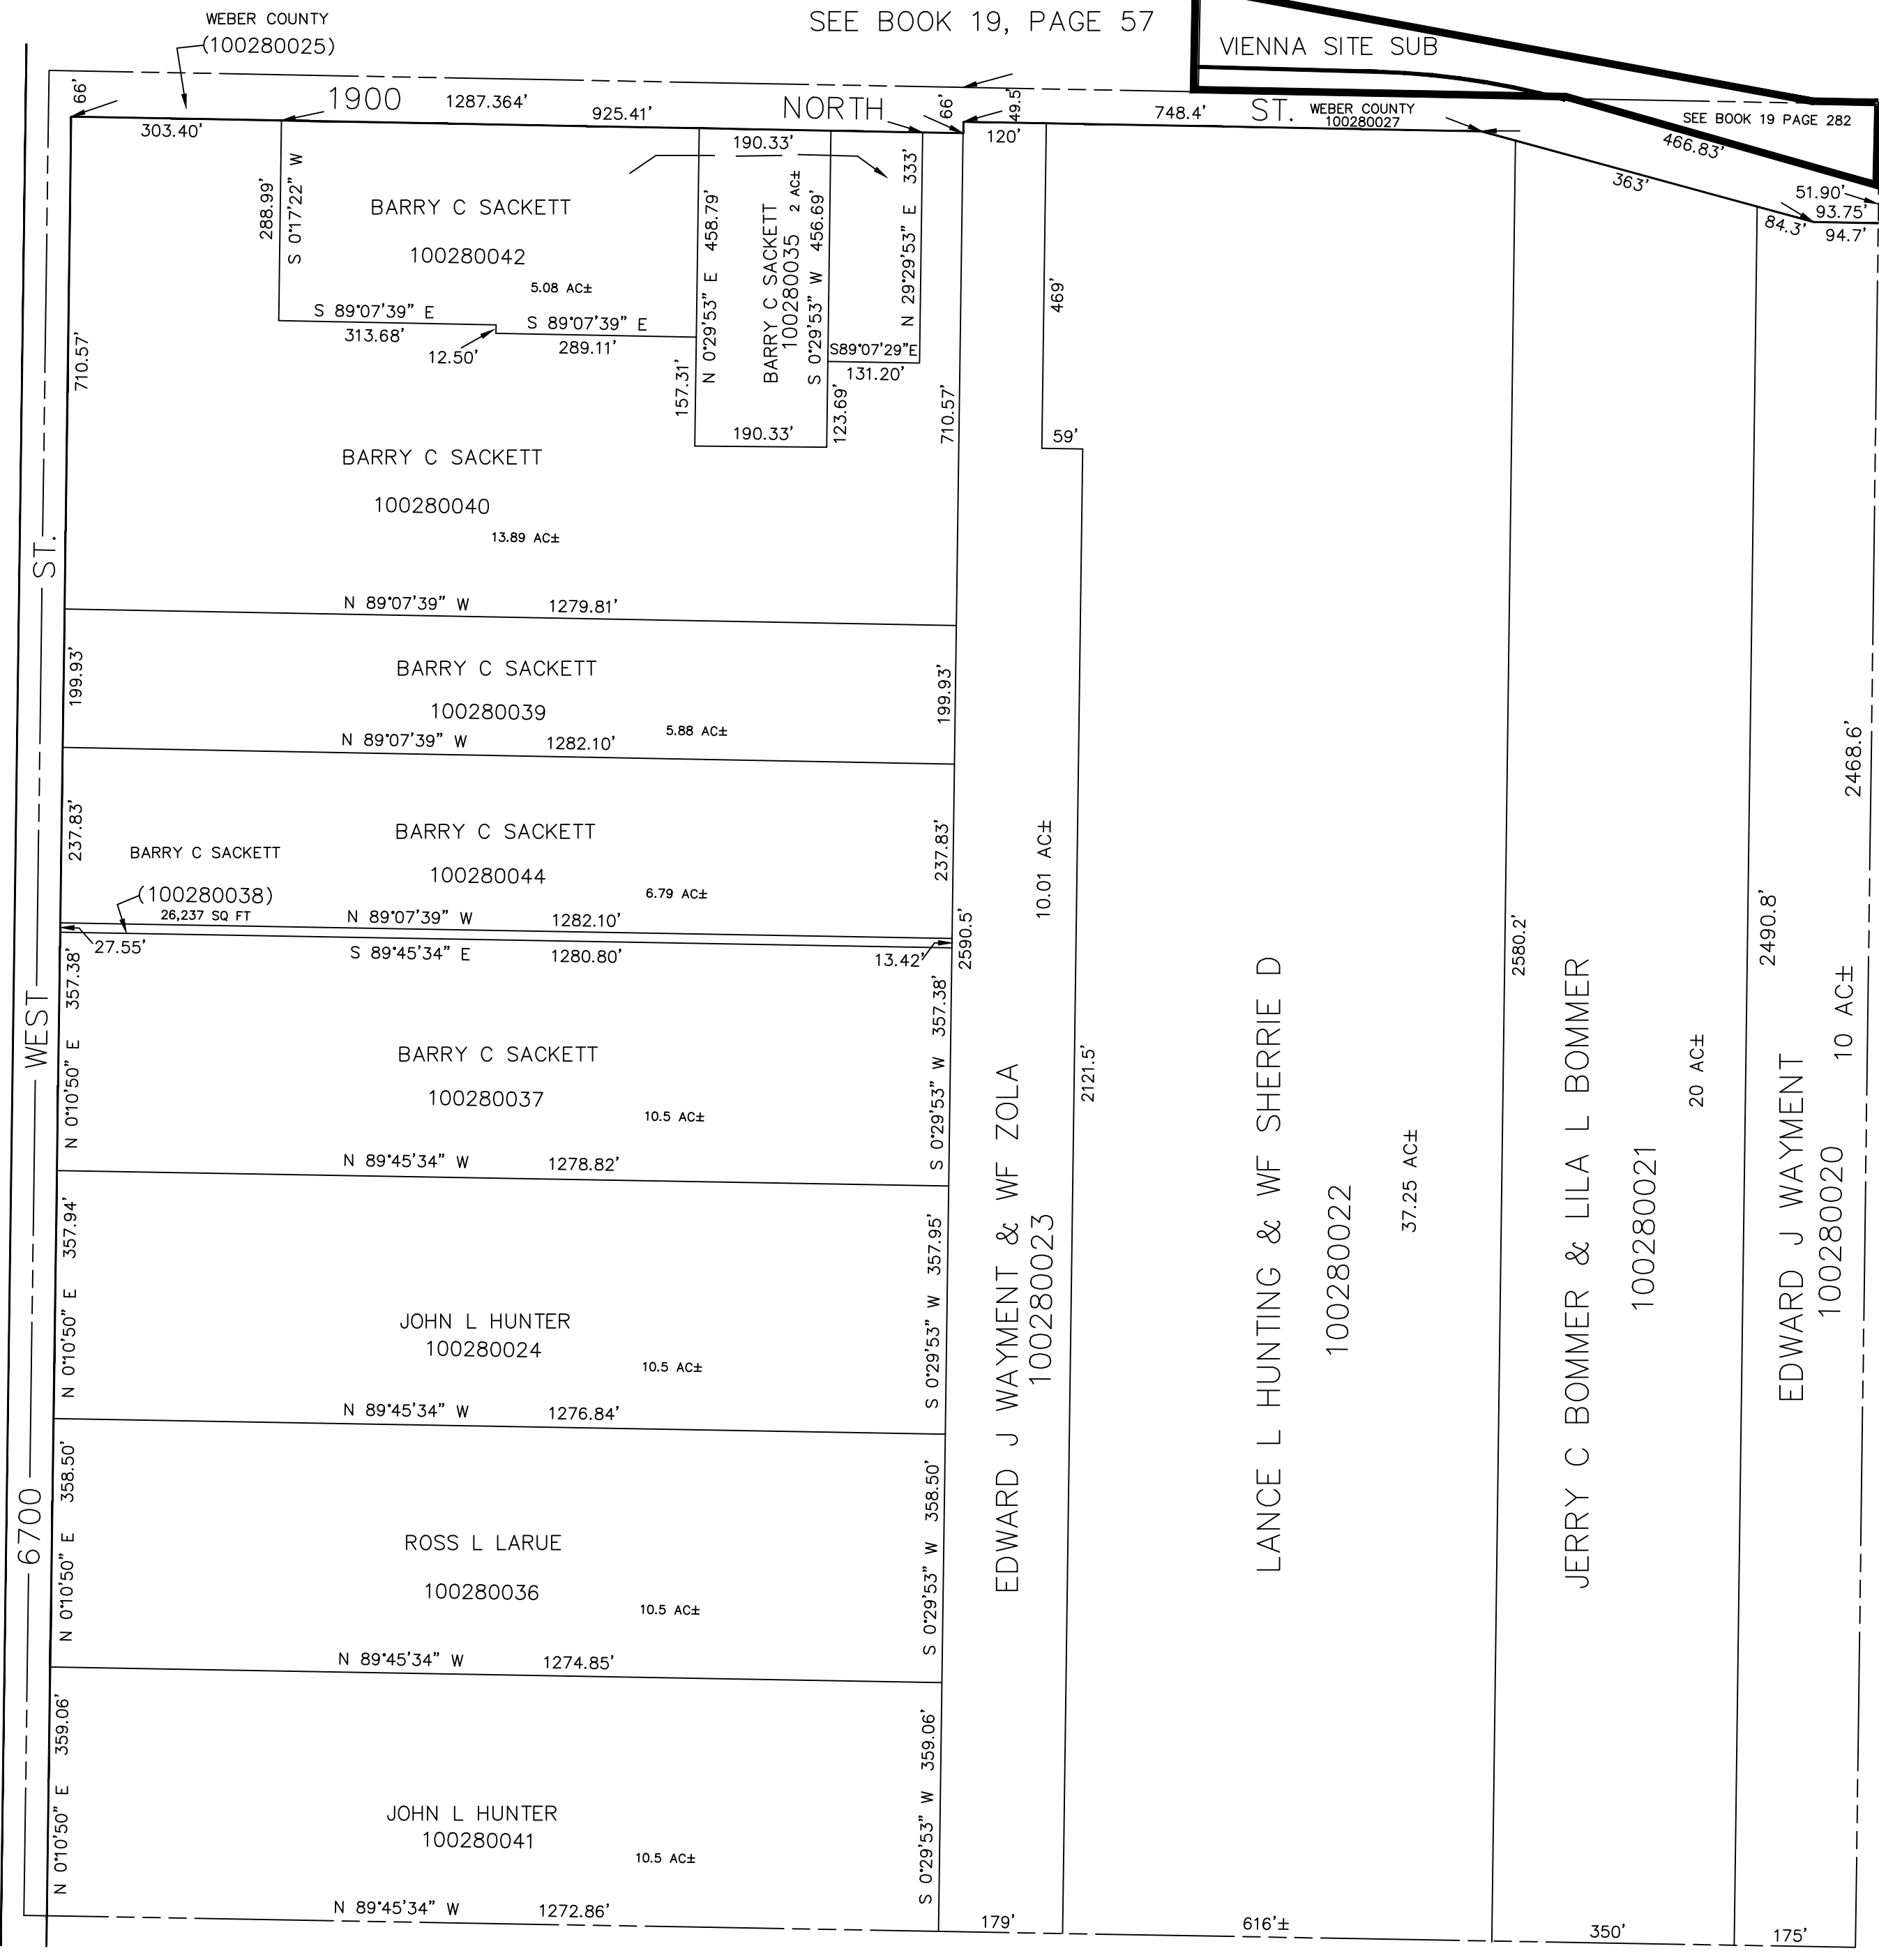 WEBER COUNTY
(100280025)
SEE BOOK 19, PAGE 57
VIENNA SITE SUB
66'
1900
1287.364'
925.41'
NORTH
66'
49.5'
748.4'
ST.
WEBER COUNTY
100280027
SEE BOOK 19 PAGE 282
303.40'
190.33'
120'
466.83'
363'
51.90'
93.75'
84.3'
94.7'
288.99'
S 0°17'22" W
BARRY C SACKETT
100280042
5.08 AC±
S 89°07'39" E
313.68'
12.50'
S 89°07'39" E
289.11'
N 0°29'53" E 458.79'
157.31'
BARRY C SACKETT
100280035
2 AC±
S 0°29'53" W 456.69'
123.69'
190.33'
N 29°29'53" E 333'
S89°07'29"E
131.20'
469'
59'
710.57'
710.57'
BARRY C SACKETT
100280040
13.89 AC±
N 89°07'39" W 1279.81'
199.93'
199.93'
BARRY C SACKETT
100280039
5.88 AC±
N 89°07'39" W 1282.10'
237.83'
237.83'
BARRY C SACKETT
100280044
6.79 AC±
BARRY C SACKETT
(100280038)
26,237 SQ FT
N 89°07'39" W 1282.10'
27.55'
S 89°45'34" E 1280.80'
13.42'
N 0°10'50" E 357.38'
S 0°29'53" W 357.38'
BARRY C SACKETT
100280037
10.5 AC±
N 89°45'34" W 1278.82'
N 0°10'50" E 357.94'
S 0°29'53" W 357.95'
JOHN L HUNTER
100280024
10.5 AC±
N 89°45'34" W 1276.84'
N 0°10'50" E 358.50'
S 0°29'53" W 358.50'
ROSS L LARUE
100280036
10.5 AC±
N 89°45'34" W 1274.85'
N 0°10'50" E 359.06'
S 0°29'53" W 359.06'
JOHN L HUNTER
100280041
10.5 AC±
N 89°45'34" W 1272.86'
6700 WEST ST.
2590.5'
EDWARD J WAYMENT & WF ZOLA
100280023
10.01 AC±
2121.5'
179'
LANCE L HUNTING & WF SHERRIE D
100280022
37.25 AC±
616'±
2580.2'
JERRY C BOMMER & LILA L BOMMER
100280021
20 AC±
350'
2490.8'
EDWARD J WAYMENT
100280020
10 AC±
2468.6'
175'